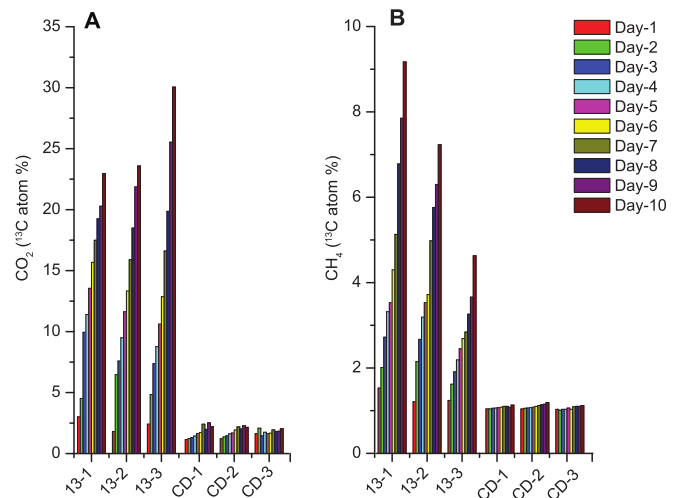 A
B
35
30
25
20
15
10
5
0
CO2 (13C atom %)
13-1
13-2
13-3
CD-1
CD-2
CD-3
10
8
6
4
2
0
CH4 (13C atom %)
13-1
13-2
13-3
CD-1
CD-2
CD-3
Day-1
Day-2
Day-3
Day-4
Day-5
Day-6
Day-7
Day-8
Day-9
Day-10